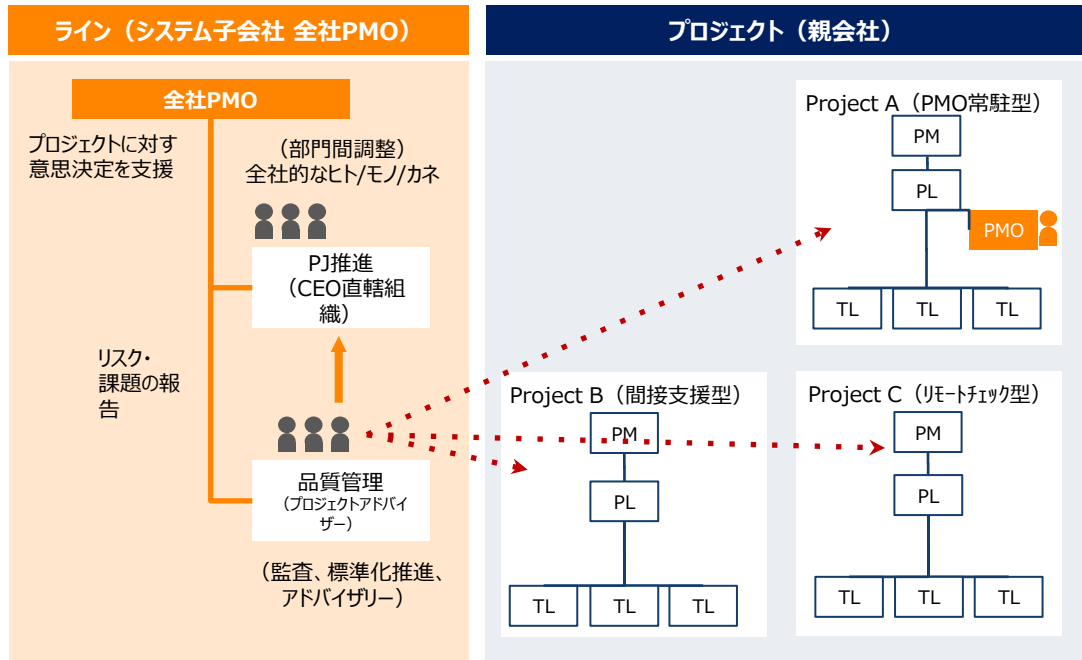 ライン（システム子会社 全社PMO）
全社PMO
プロジェクトに対す
意思決定を支援
（部門間調整）
全社的なヒト/モノ/カネ
PJ推進
（CEO直轄組
織）
リスク・
課題の報
告
品質管理
（プロジェクトアドバイ
ザー）
（監査、標準化推進、
アドバイザリー）
プロジェクト（親会社）
Project A（PMO常駐型）
PM
PL
PMO
TL
TL
TL
Project B（間接支援型）
PM
PL
TL
TL
TL
Project C（ﾘﾓｰﾄﾁｪｯｸ型）
PM
PL
TL
TL
TL